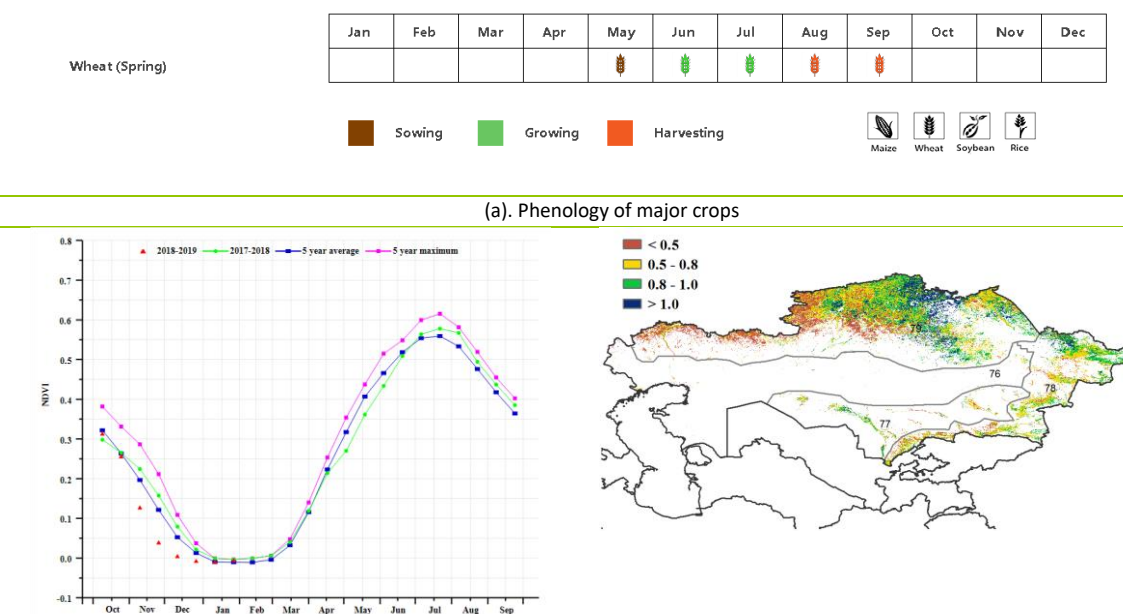 Jan Feb Mar Apr May Jun Jul Aug Sep Oct Nov Dec
Wheat (Spring)
Sowing Growing Harvesting
Maize Wheat Soybean Rice
(a). Phenology of major crops
0.8
2018-2019 2017-2018 5 year average 5 year maximum
0.7
0.6
0.5
0.4
0.3
0.2
0.1
0.0
-0.1
NDVI
Oct Nov Dec Jan Feb Mar Apr May Jun Jul Aug Sep
< 0.5
0.5 - 0.8
0.8 - 1.0
> 1.0
76
78
77